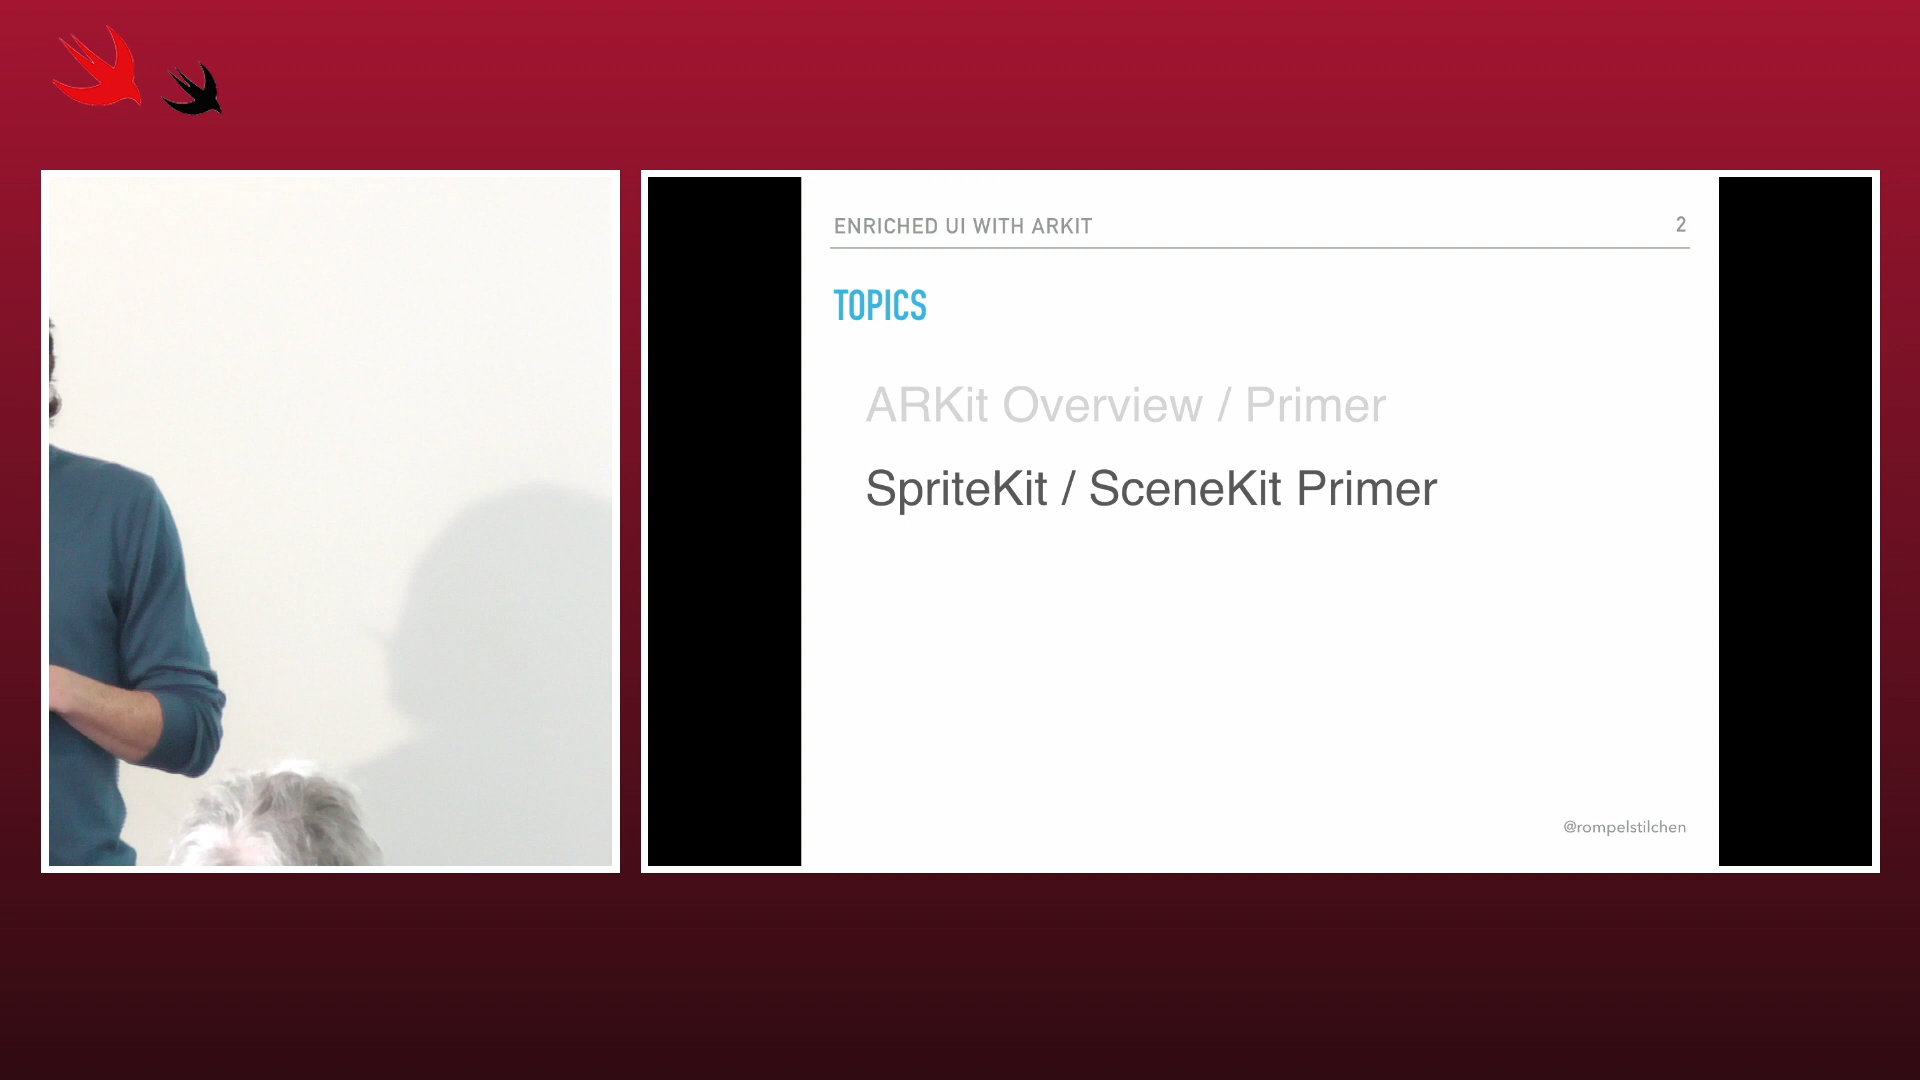 ENRICHED UI WITH ARKIT
2
TOPICS
ARKit Overview / Primer
SpriteKit / SceneKit Primer
@rompelstilchen